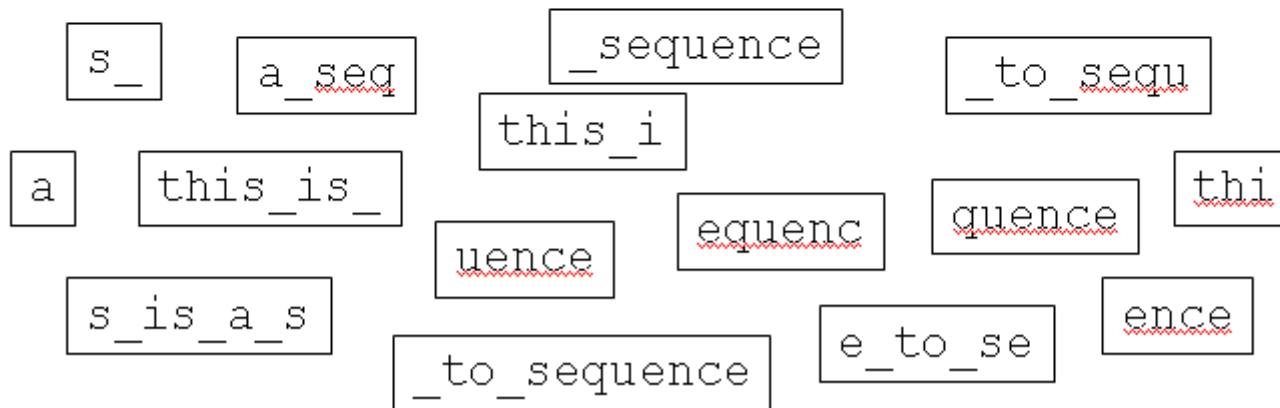 s_
a_seq
_sequence
_to_sequ
this_i
a
this_is_
thi
equenc
quence
uence
s_is_a_s
ence
e_to_se
_to_sequence